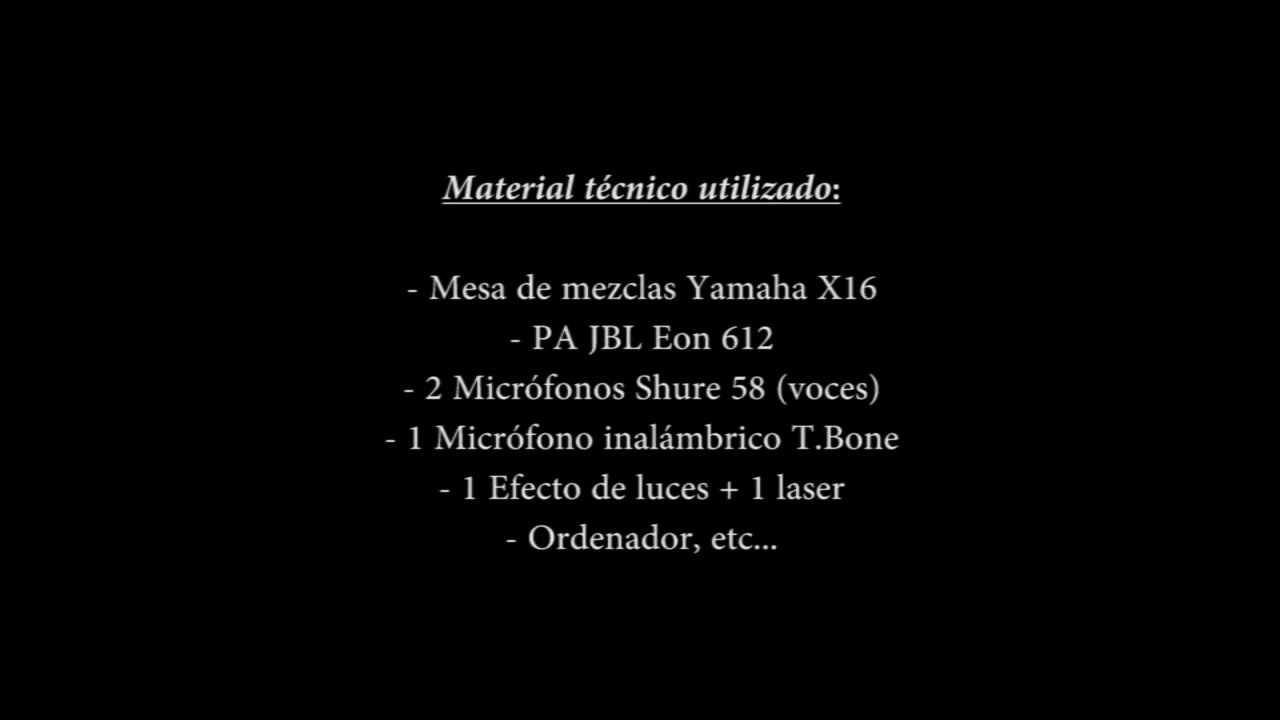 Material técnico utilizado:
- Mesa de mezclas Yamaha X16
- PA JBL Eon 612
- 2 Micrófonos Shure 58 (voces)
- 1 Micrófono inalámbrico T.Bone
- 1 Efecto de luces + 1 laser
- Ordenador, etc...